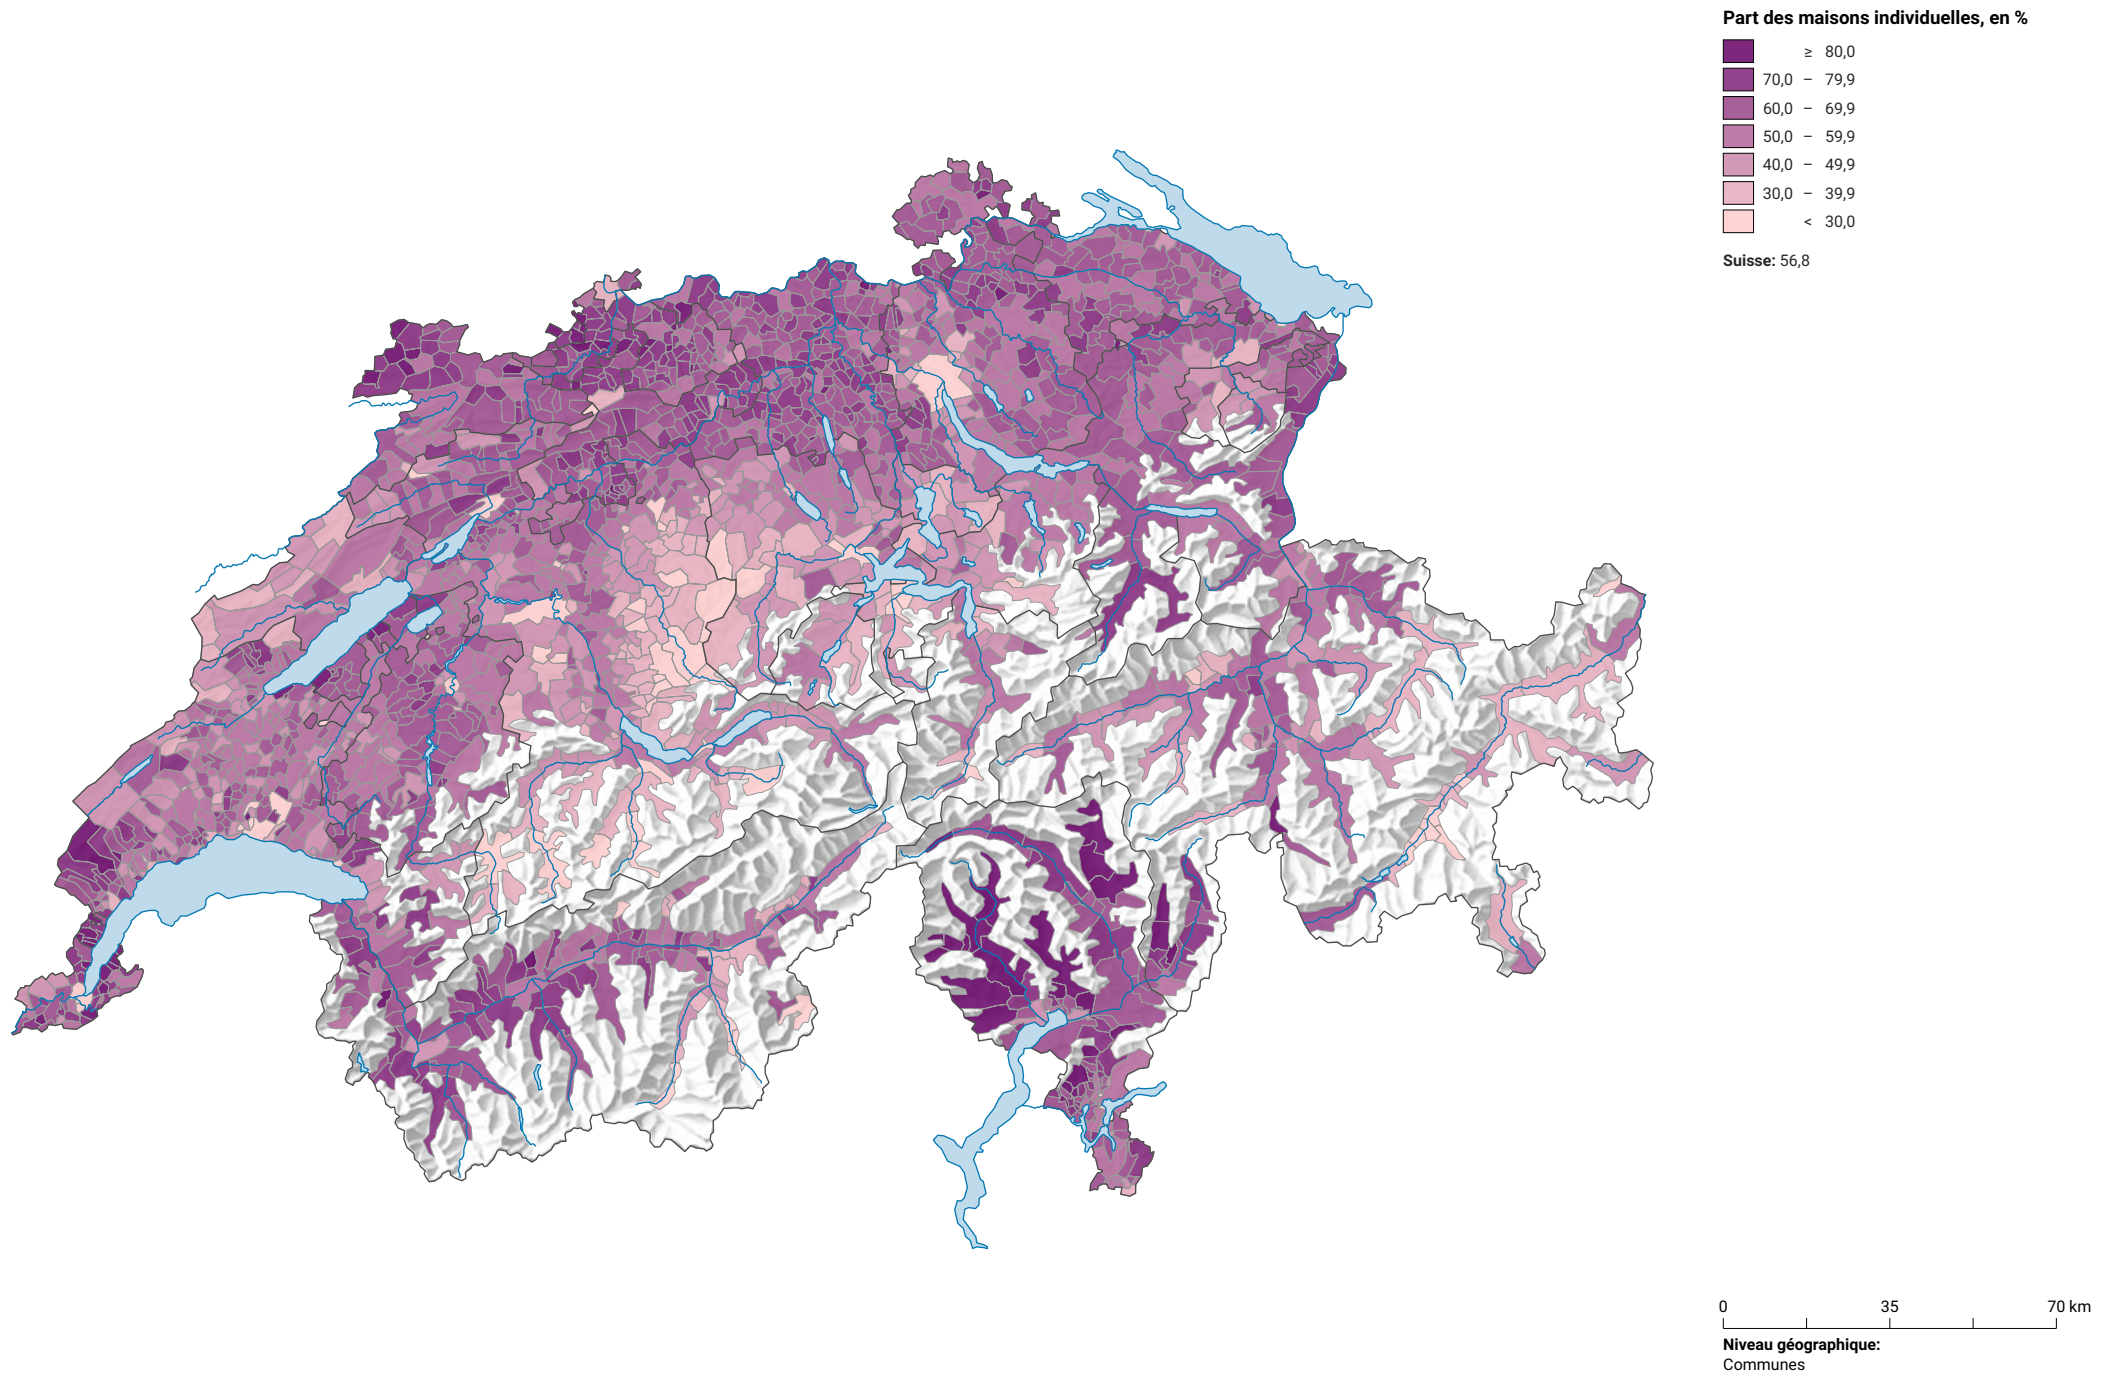 Part des maisons individuelles, en %
≥ 80,0
70,0 – 79,9
60,0 – 69,9
50,0 – 59,9
40,0 – 49,9
30,0 – 39,9
< 30,0
Suisse: 56,8
0 35 70 km
Niveau géographique:
Communes